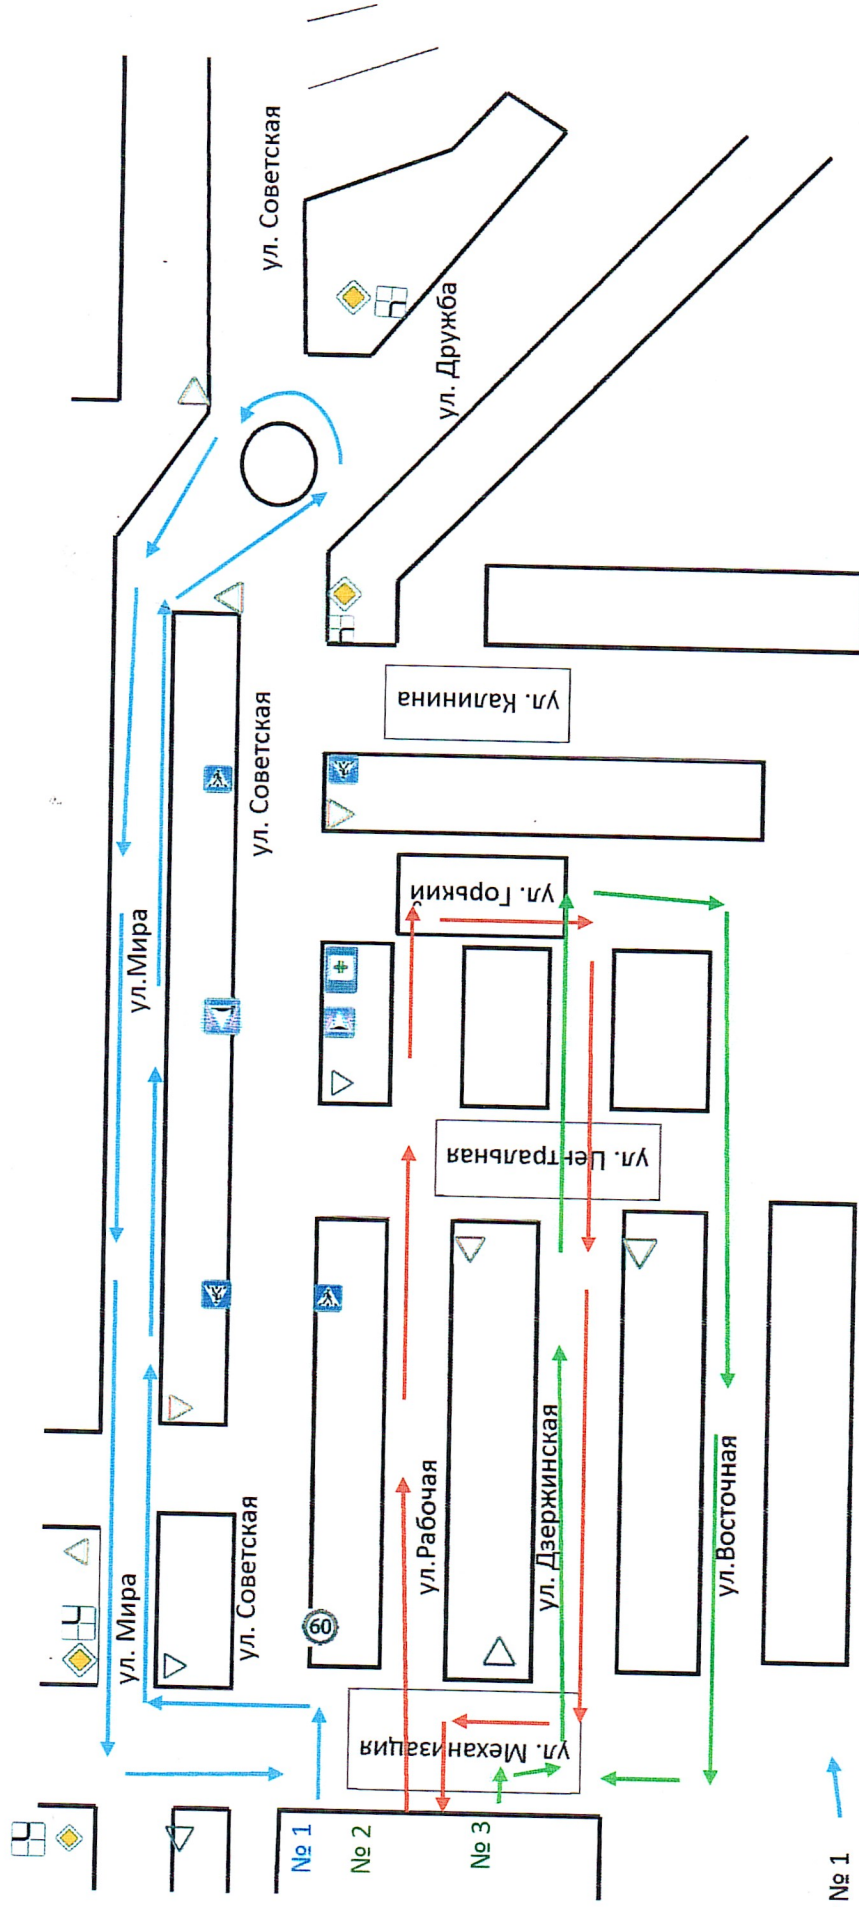 ул. Советская
ул. Дружба
ул. Калинина
ул. Советская
ул. Горький
ул.Мира
ул. Центральная
ул.Рабочая
ул. Дзержинская
ул.Восточная
ул. Мира
ул. Советская
60
ул. Механизация
№ 1
№ 2
№ 3
№ 1